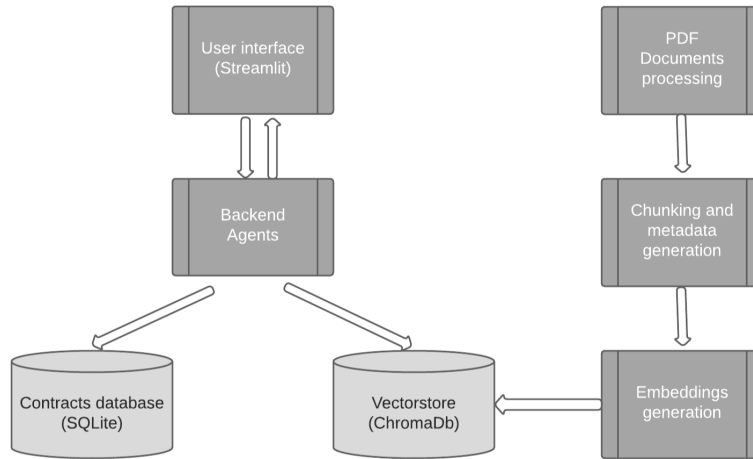 User interface
(Streamlit)
PDF
Documents
processing
Backend
Agents
Chunking and
metadata
generation
Contracts database
(SQLite)
Vectorstore
(ChromaDb)
Embeddings
generation